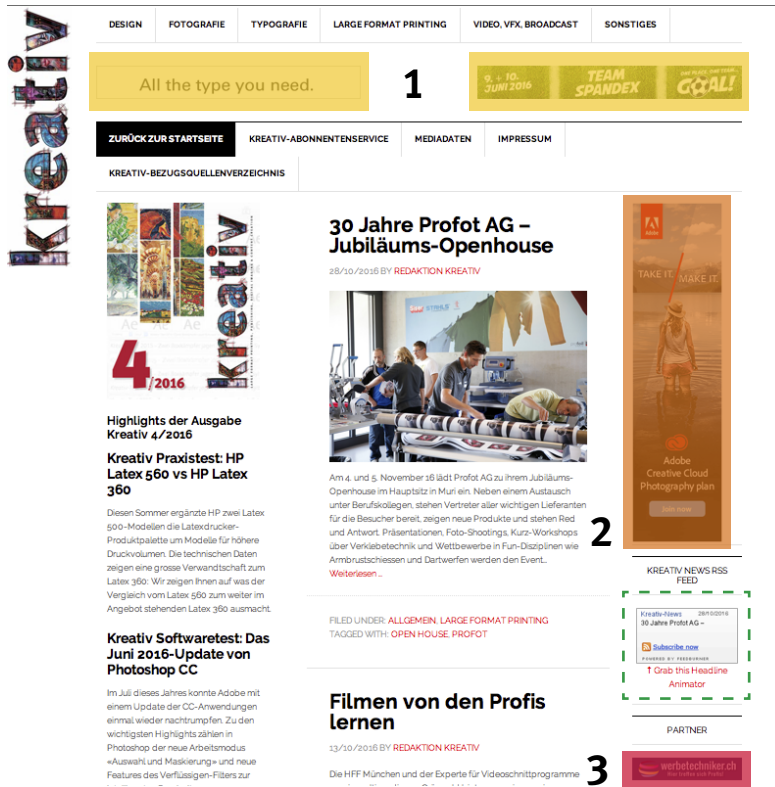 kreativ
DESIGN
FOTOGRAFIE
TYPOGRAFIE
LARGE FORMAT PRINTING
VIDEO, VFX, BROADCAST
SONSTIGES
All the type you need.
1
9. + 10.
JUNI 2016
TEAM
SPANDEX
GOAL!
ZURÜCK ZUR STARTSEITE
KREATIV-ABONNENTENSERVICE
MEDIADATEN
IMPRESSUM
KREATIV-BEZUGSQUELLENVERZEICHNIS
kreativ
Ae
Ae
4/2016
Highlights der Ausgabe
Kreativ 4/2016
Kreativ Praxistest: HP
Latex 560 vs HP Latex
360
Diesen Sommer ergänzte HP zwei Latex
500-Modellen die Latexdrucker-
Produktpalette um Modelle für höhere
Druckvolumen. Die technischen Daten
zeigen eine grosse Verwandtschaft zum
Latex 360: Wir zeigen Ihnen auf was der
Vergleich vom Latex 560 zum weiter im
Angebot stehenden Latex 360 ausmacht.
Kreativ Softwaretest: Das
Juni 2016-Update von
Photoshop CC
Im Juli dieses Jahres konnte Adobe mit
einem Update der CC-Anwendungen
einmal wieder nachtrumpfen. Zu den
wichtigsten Highlights zählen in
Photoshop der neue Arbeitsmodus
«Auswahl und Maskierung» und neue
Features des Verflüssigen-Filters zur
30 Jahre Profot AG –
Jubiläums-Openhouse
28/10/2016 BY REDAKTION KREATIV
Am 4. und 5. November 16 lädt Profot AG zu ihrem Jubiläums-
Openhouse im Hauptsitz in Muri ein. Neben einem Austausch
unter Berufskollegen, stehen Vertreter aller wichtigen Lieferanten
für die Besucher bereit, zeigen neue Produkte und stehen Red
und Antwort. Präsentationen, Foto-Shootings, Kurz-Workshops
über Verklebetechnik und Wettbewerbe in Fun-Disziplinen wie
Armbrustschiessen und Dartwerfen werden den Event…
Weiterlesen …
FILED UNDER: ALLGEMEIN, LARGE FORMAT PRINTING
TAGGED WITH: OPEN HOUSE, PROFOT
Filmen von den Profis
lernen
13/10/2016 BY REDAKTION KREATIV
Die HFF München und der Experte für Videoschnittprogramme
2
Adobe
TAKE IT.
MAKE IT.
Adobe
Creative Cloud
Photography plan
Join now
KREATIV NEWS RSS
FEED
Kreativ-News 28/10/2016
30 Jahre Profot AG –
Subscribe now
POWERED BY FEEDBURNER
↑ Grab this Headline
Animator
PARTNER
3
werbetechniker.ch